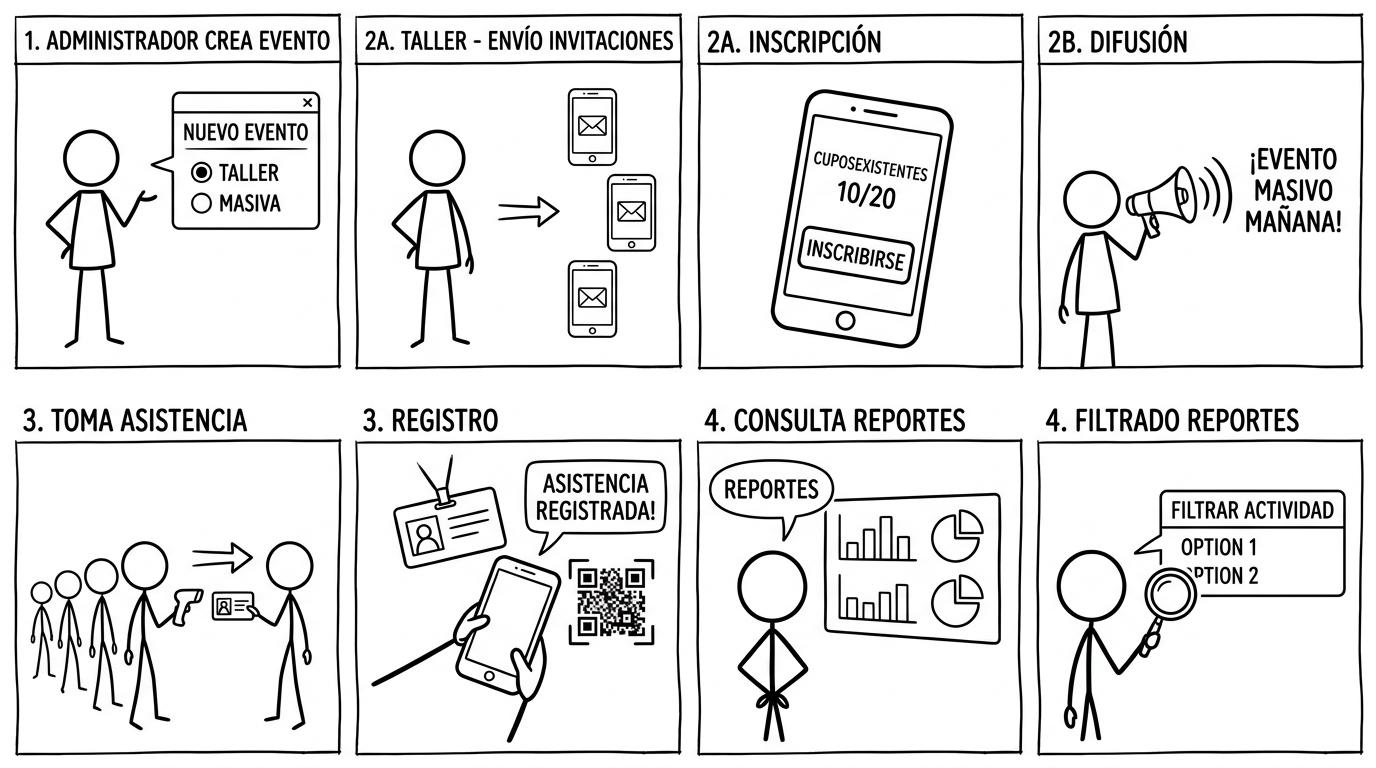 1. ADMINISTRADOR CREA EVENTO
NUEVO EVENTO
TALLER
MASIVA
2A. TALLER - ENVÍO INVITACIONES
2A. INSCRIPCIÓN
CUPOSEXISTENTES
10/20
INSCRIBIRSE
2B. DIFUSIÓN
¡EVENTO
MASIVO
MAÑANA!
3. TOMA ASISTENCIA
3. REGISTRO
ASISTENCIA
REGISTRADA!
4. CONSULTA REPORTES
REPORTES
4. FILTRADO REPORTES
FILTRAR ACTIVIDAD
OPTION 1
OPTION 2